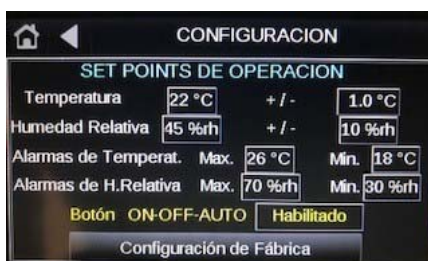 CONFIGURACION
SET POINTS DE OPERACION
Temperatura 22 °C +/- 1.0 °C
Humedad Relativa 45 %rh +/- 10 %rh
Alarmas de Temperat. Max. 26 °C Min. 18 °C
Alarmas de H.Relativa Max. 70 %rh Min. 30 %rh
Botón ON-OFF-AUTO Habilitado
Configuración de Fábrica